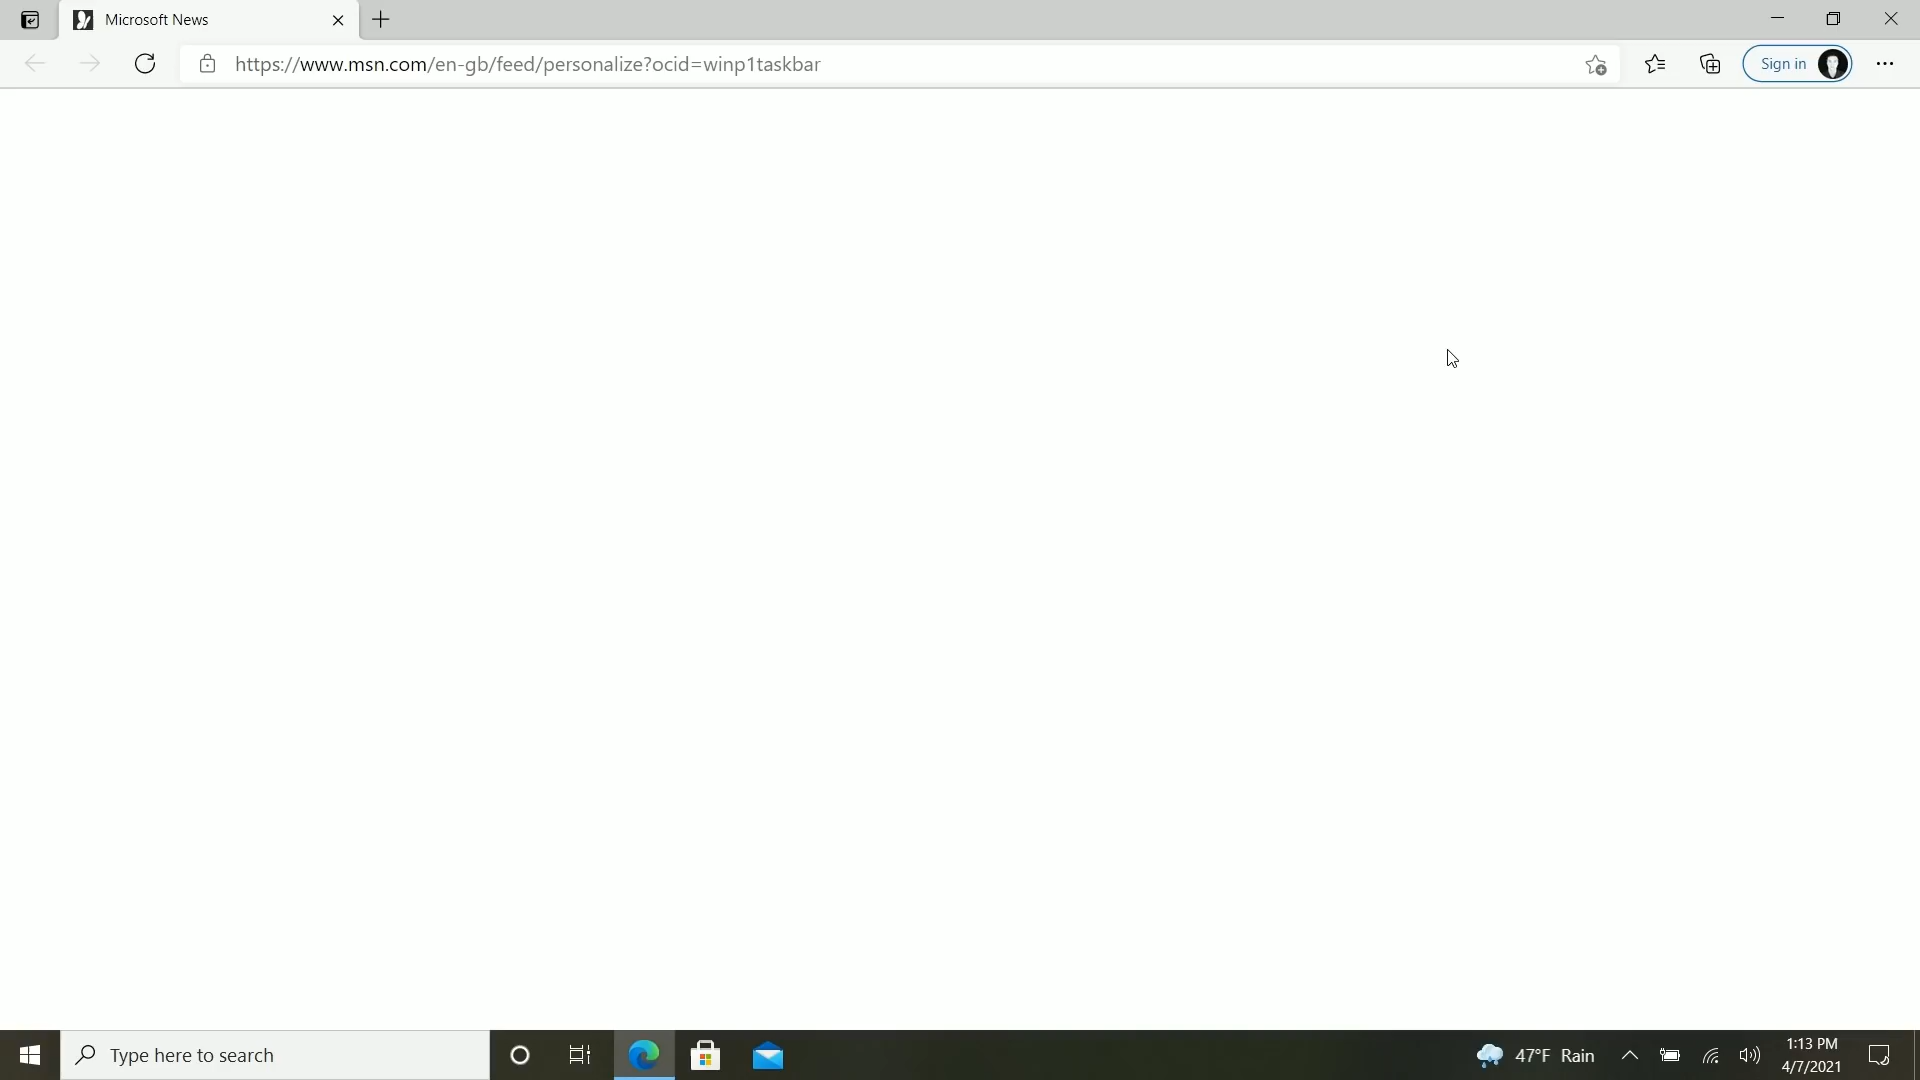 Microsoft News
https://www.msn.com/en-gb/feed/personalize?ocid=winp1taskbar
Sign in
Type here to search
47°F Rain
1:13 PM
4/7/2021